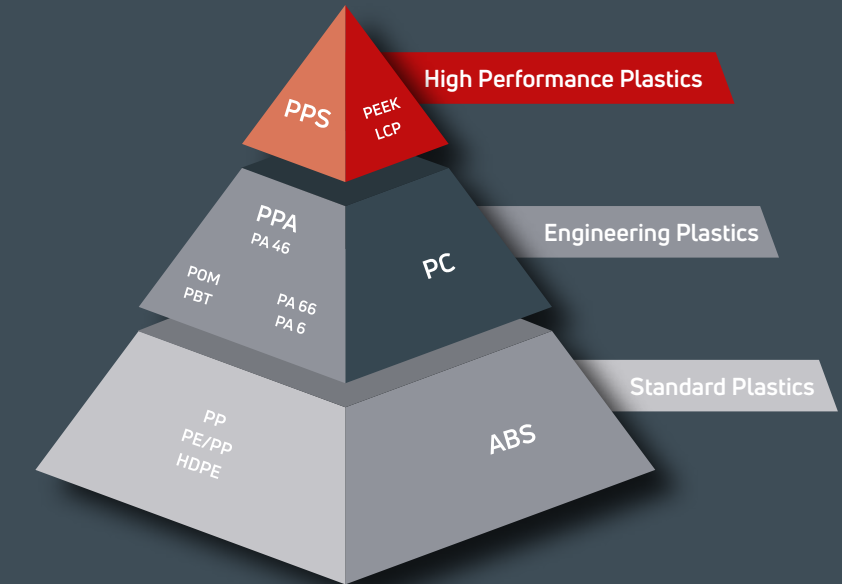 PPS
PEEK
LCP
High Performance Plastics
PPA
PA 46
POM
PBT
PA 66
PA 6
PC
Engineering Plastics
PP
PE/PP
HDPE
ABS
Standard Plastics